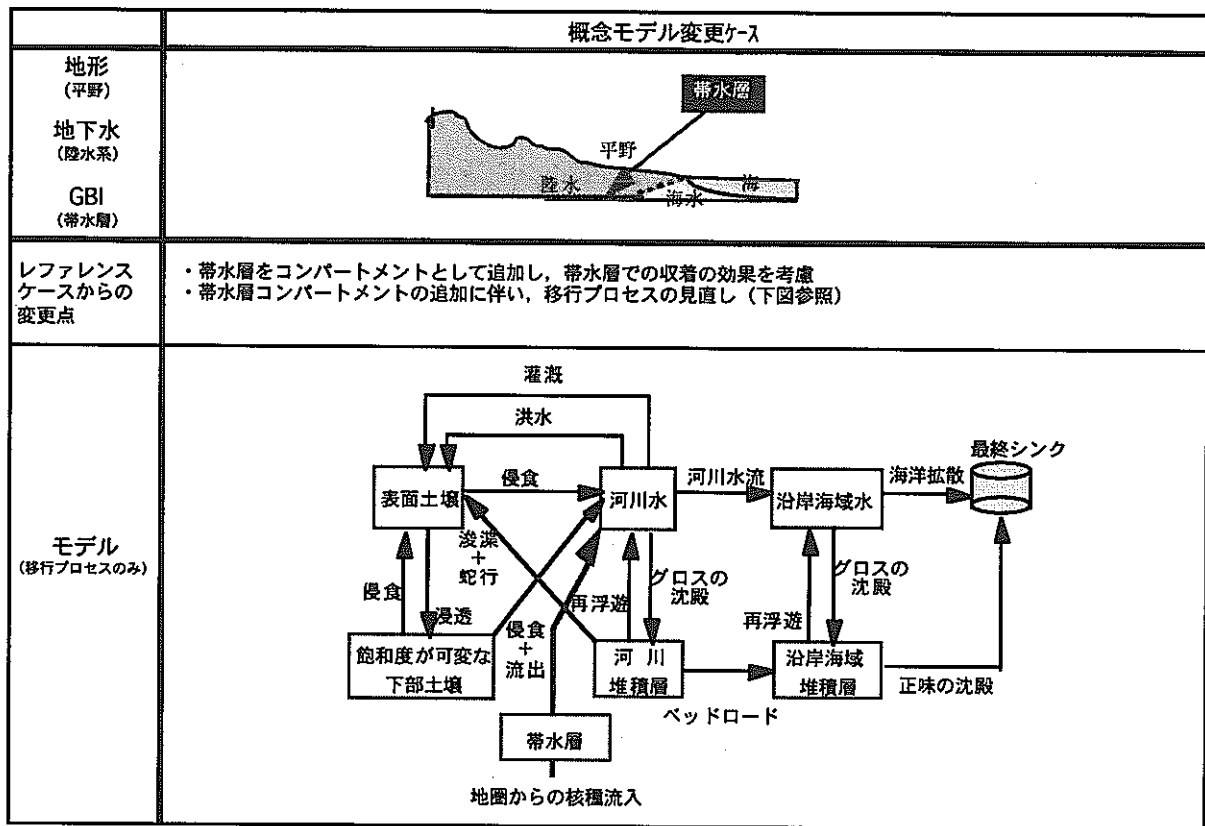 概念モデル変更ケース
地形
(平野)
地下水
(陸水系)
GBI
(帯水層)
帯水層
平野
陸水
海水
海
レファレンス
ケースからの
変更点
・帯水層をコンパートメントとして追加し，帯水層での収着の効果を考慮
・帯水層コンパートメントの追加に伴い，移行プロセスの見直し（下図参照）
モデル
(移行プロセスのみ)
灌漑
洪水
最終シンク
表面土壌
侵食
河川水
河川水流
沿岸海域水
海洋拡散
浚渫
+
蛇行
侵食
浸透
侵食
+
流出
再浮遊
グロスの
沈殿
再浮遊
グロスの
沈殿
飽和度が可変な
下部土壌
河川
堆積層
沿岸海域
堆積層
正味の沈殿
ベッドロード
帯水層
地圏からの核種流入